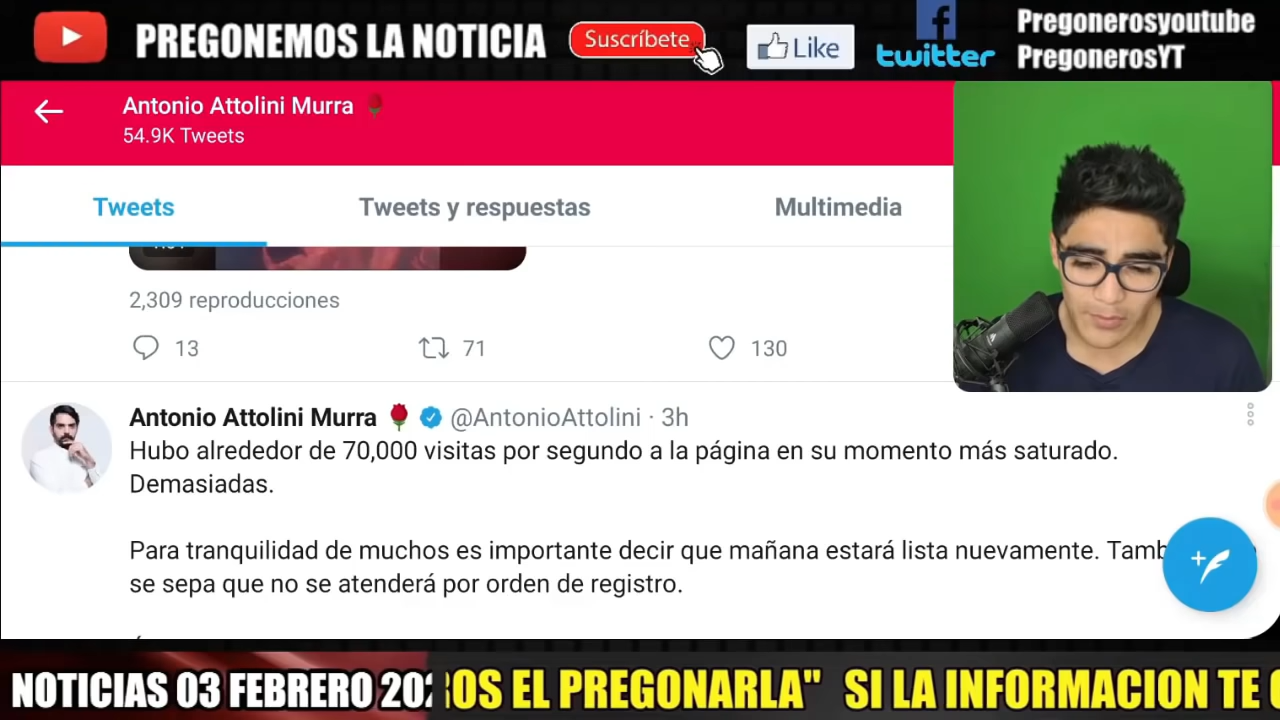 PREGONEMOS LA NOTICIA
Suscríbete
Like
twitter
Pregonerosyoutube
PregonerosYT
Antonio Attolini Murra
54.9K Tweets
Tweets
Tweets y respuestas
Multimedia
2,309 reproducciones
13
71
130
Antonio Attolini Murra @AntonioAttolini · 3h
Hubo alrededor de 70,000 visitas por segundo a la página en su momento más saturado.
Demasiadas.
Para tranquilidad de muchos es importante decir que mañana estará lista nuevamente.
se sepa que no se atenderá por orden de registro.
NOTICIAS 03 FEBRERO
EL PREGONARLA" SI LA INFORMACION TE